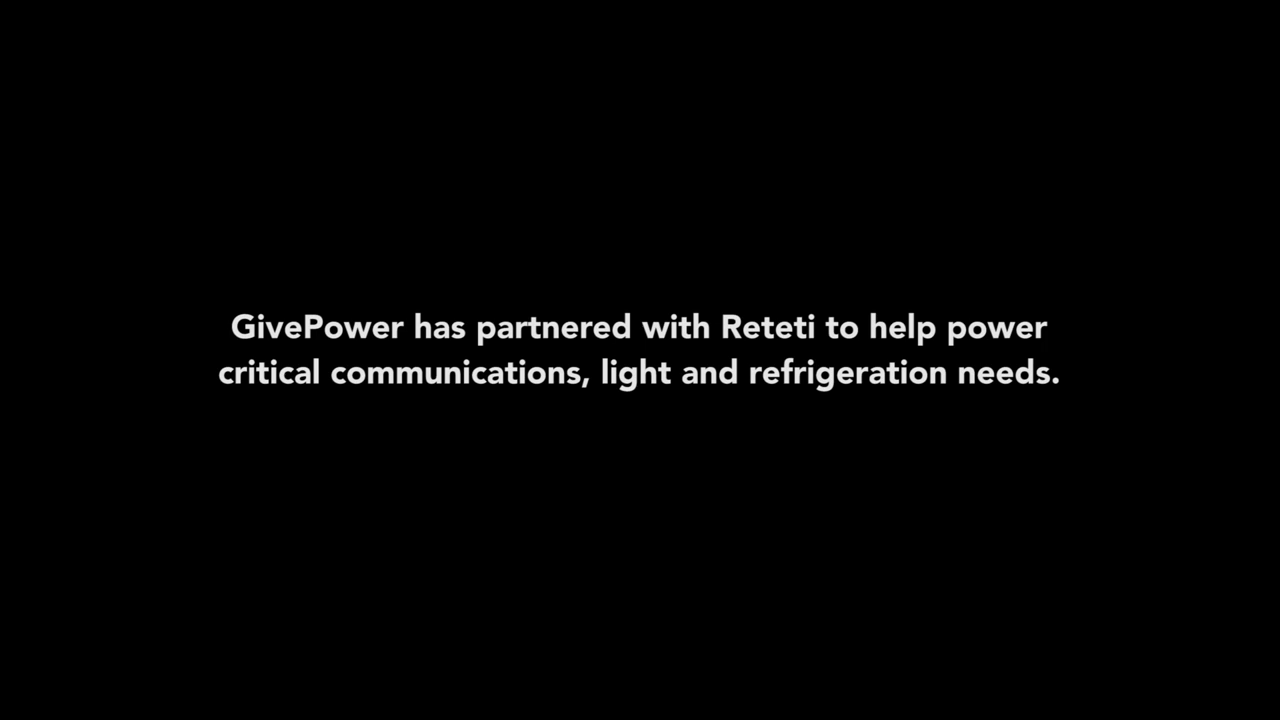 GivePower has partnered with Reteti to help power
critical communications, light and refrigeration needs.